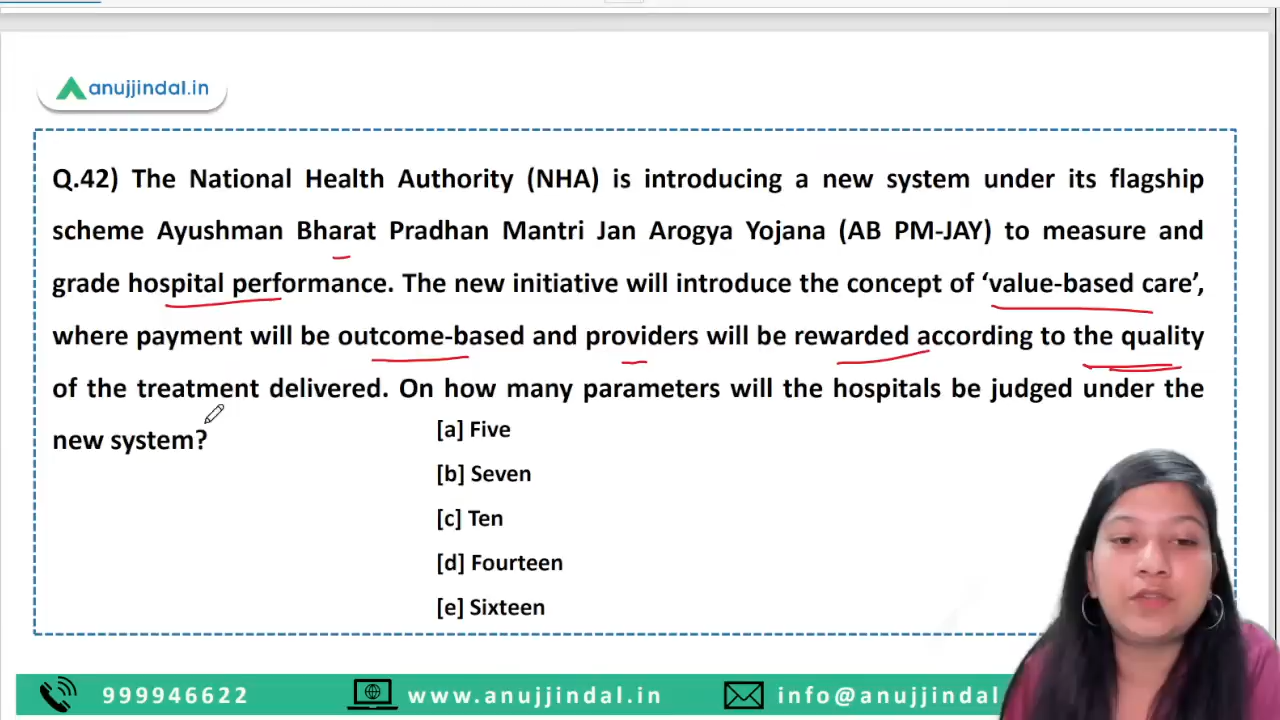 anujjindal.in
Q.42) The National Health Authority (NHA) is introducing a new system under its flagship
scheme Ayushman Bharat Pradhan Mantri Jan Arogya Yojana (AB PM-JAY) to measure and
grade hospital performance. The new initiative will introduce the concept of ‘value-based care’,
where payment will be outcome-based and providers will be rewarded according to the quality
of the treatment delivered. On how many parameters will the hospitals be judged under the
new system?
[a] Five
[b] Seven
[c] Ten
[d] Fourteen
[e] Sixteen
999946622
www.anujjindal.in
info@anujjindal